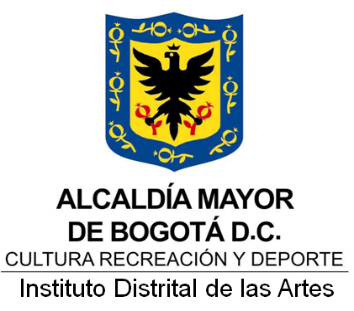 ALCALDÍA MAYOR
DE BOGOTÁ D.C.
CULTURA RECREACIÓN Y DEPORTE
Instituto Distrital de las Artes